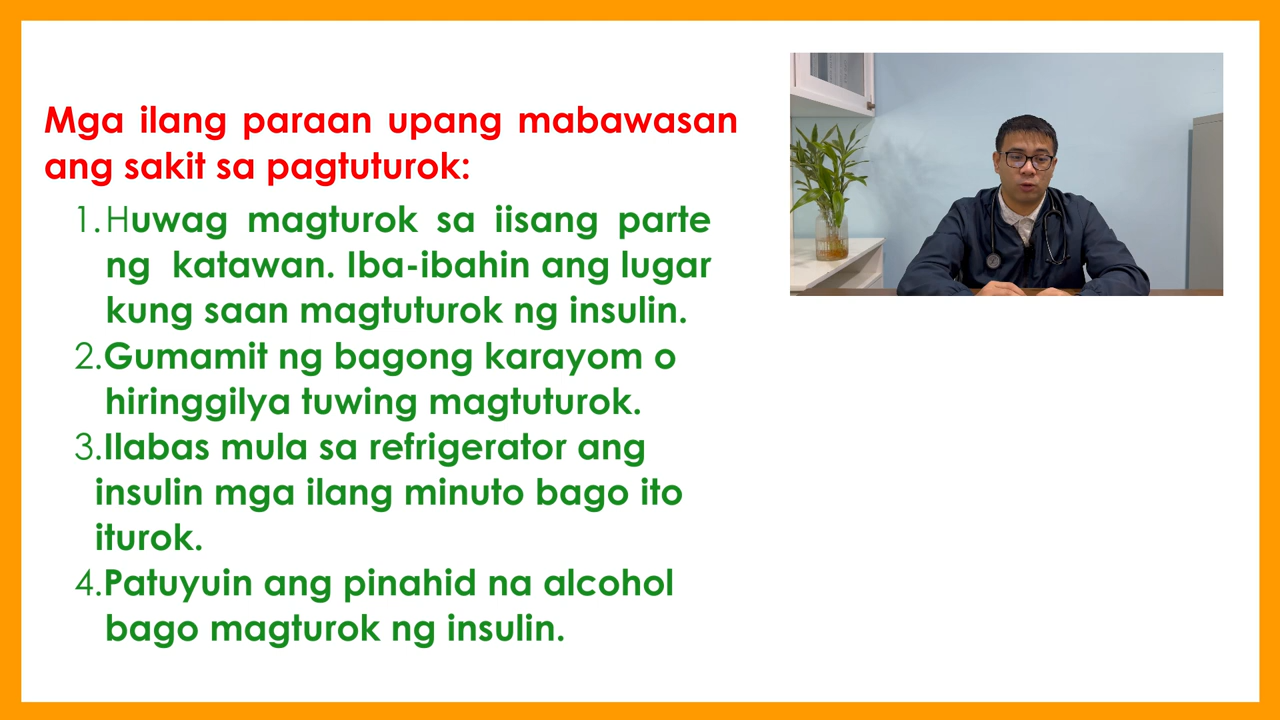 Mga ilang paraan upang mabawasan
ang sakit sa pagtuturok:
1. Huwag magturok sa iisang parte
ng katawan. Iba-ibahin ang lugar
kung saan magtuturok ng insulin.
2. Gumamit ng bagong karayom o
hiringgilya tuwing magtuturok.
3. Ilabas mula sa refrigerator ang
insulin mga ilang minuto bago ito
iturok.
4. Patuyuin ang pinahid na alcohol
bago magturok ng insulin.